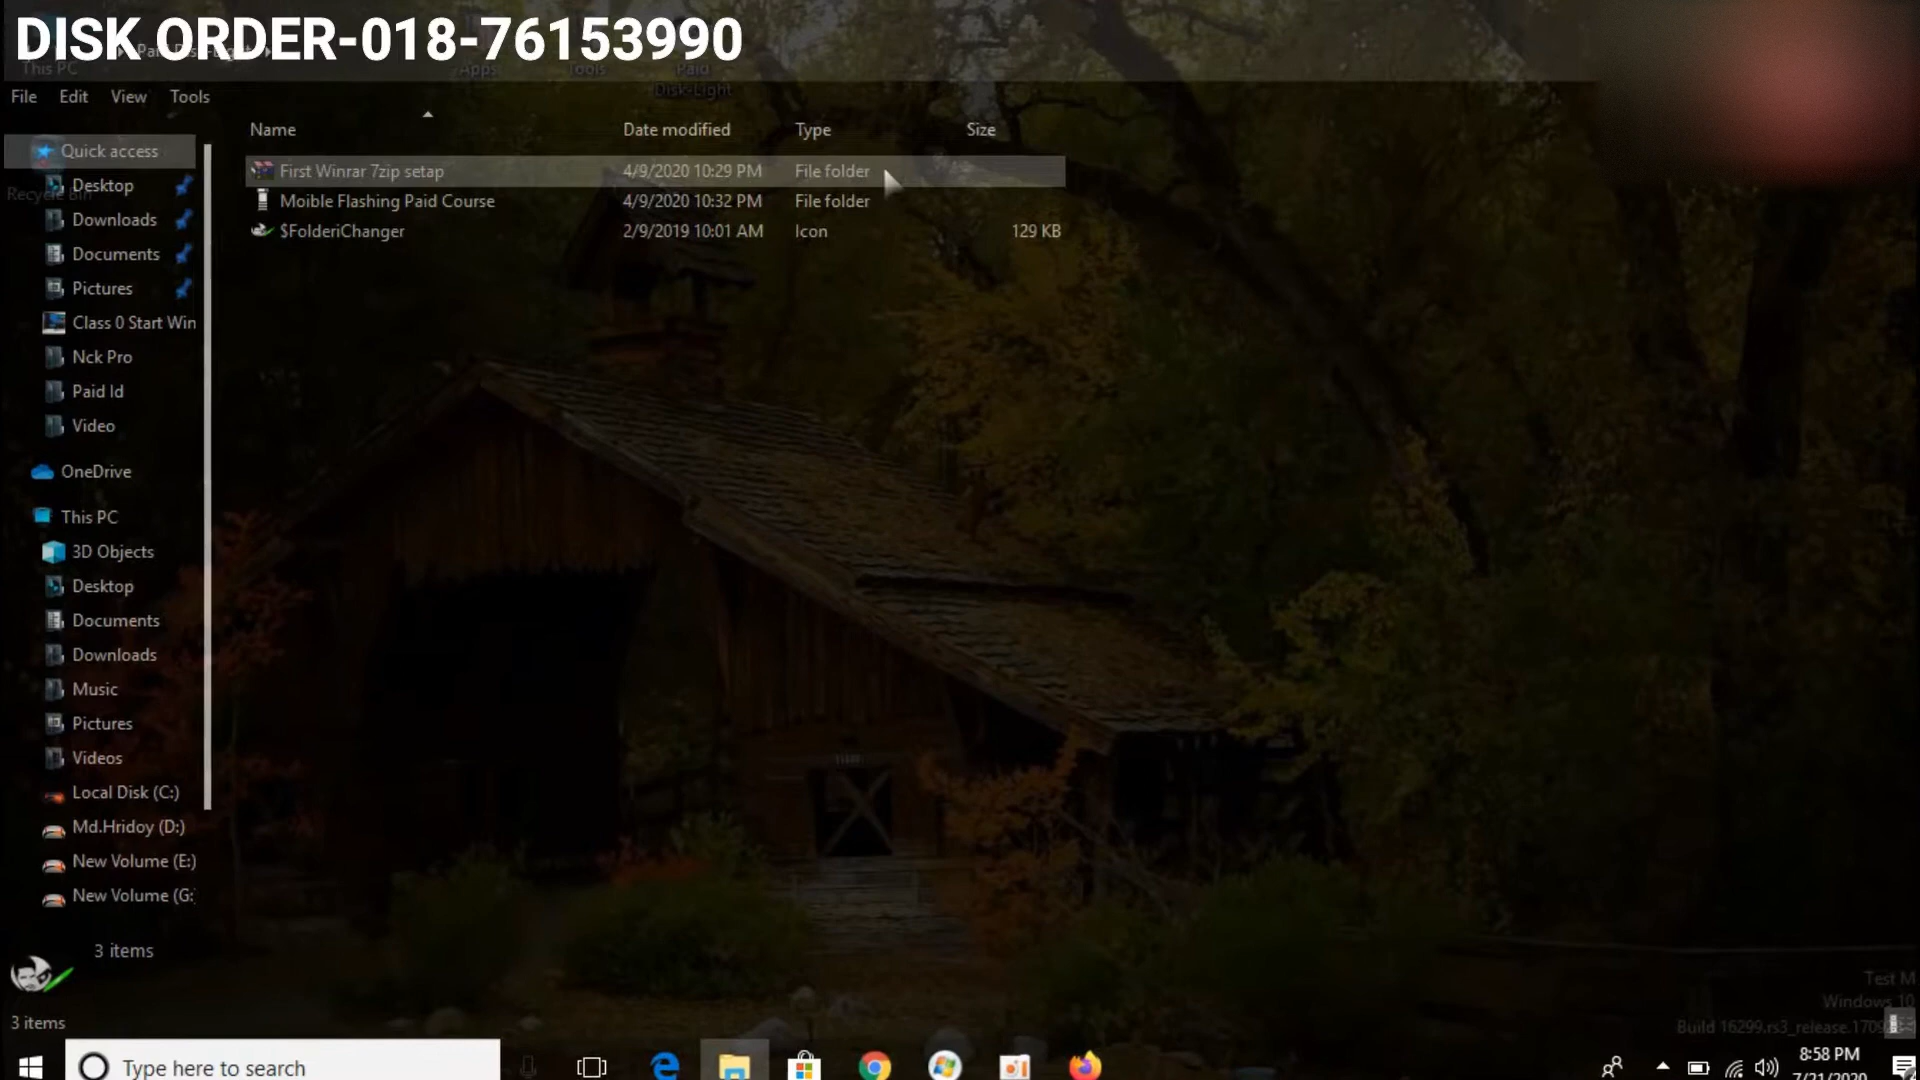 DISK ORDER-018-76153990
This PC
Apps
Tools
Paid
Disk-Light
File Edit View Tools
Name Date modified Type Size
Quick access
First Winrar 7zip setap 4/9/2020 10:29 PM File folder
Desktop
Recycle Bin
Moible Flashing Paid Course 4/9/2020 10:32 PM File folder
Downloads
$FolderiChanger 2/9/2019 10:01 AM Icon 129 KB
Documents
Pictures
Class 0 Start Win
Nck Pro
Paid Id
Video
OneDrive
This PC
3D Objects
Desktop
Documents
Downloads
Music
Pictures
Videos
Local Disk (C:)
Md.Hridoy (D:)
New Volume (E:)
New Volume (G:
3 items
3 items
Test M
Windows 10
Build 16299.rs3_release.1709
Type here to search
8:58 PM
7/21/2020